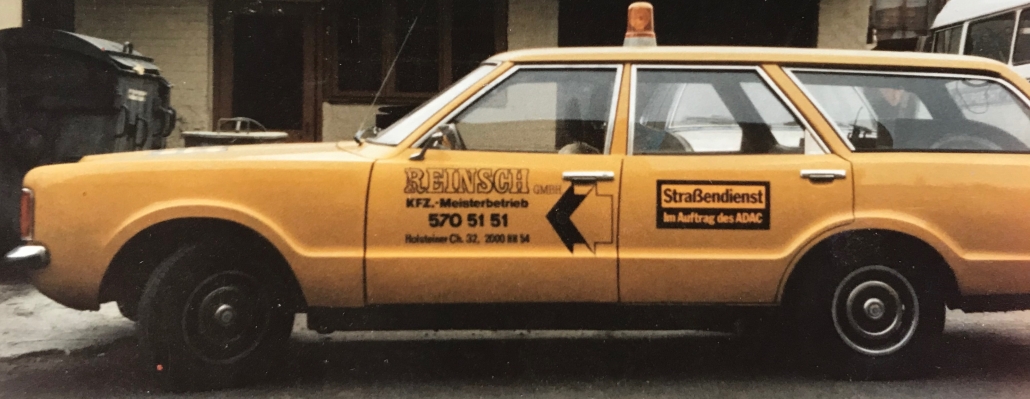 REINSCH GMBH
KFZ.-Meisterbetrieb
570 51 51
Holsteiner Ch. 32, 2000 HH 54
Straßendienst
Im Auftrag des ADAC